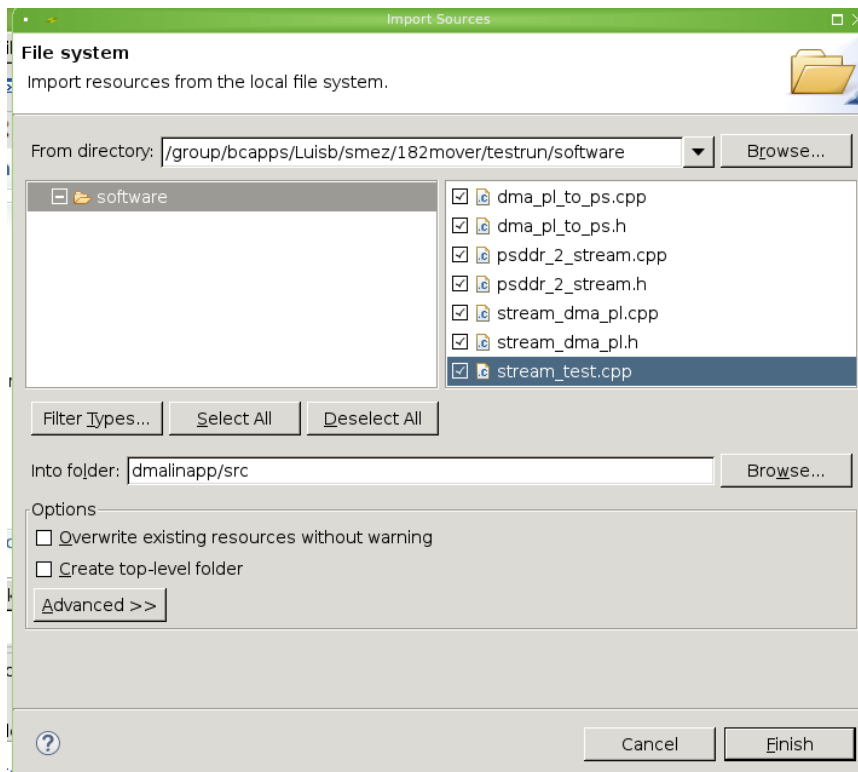 Import Sources
File system
Import resources from the local file system.
From directory: /group/bcapps/Luisb/smez/182mover/testrun/software Browse...
software
dma_pl_to_ps.cpp
dma_pl_to_ps.h
psddr_2_stream.cpp
psddr_2_stream.h
stream_dma_pl.cpp
stream_dma_pl.h
stream_test.cpp
Filter Types... Select All Deselect All
Into folder: dmalinapp/src Browse...
Options
Overwrite existing resources without warning
Create top-level folder
Advanced >>
Cancel Finish